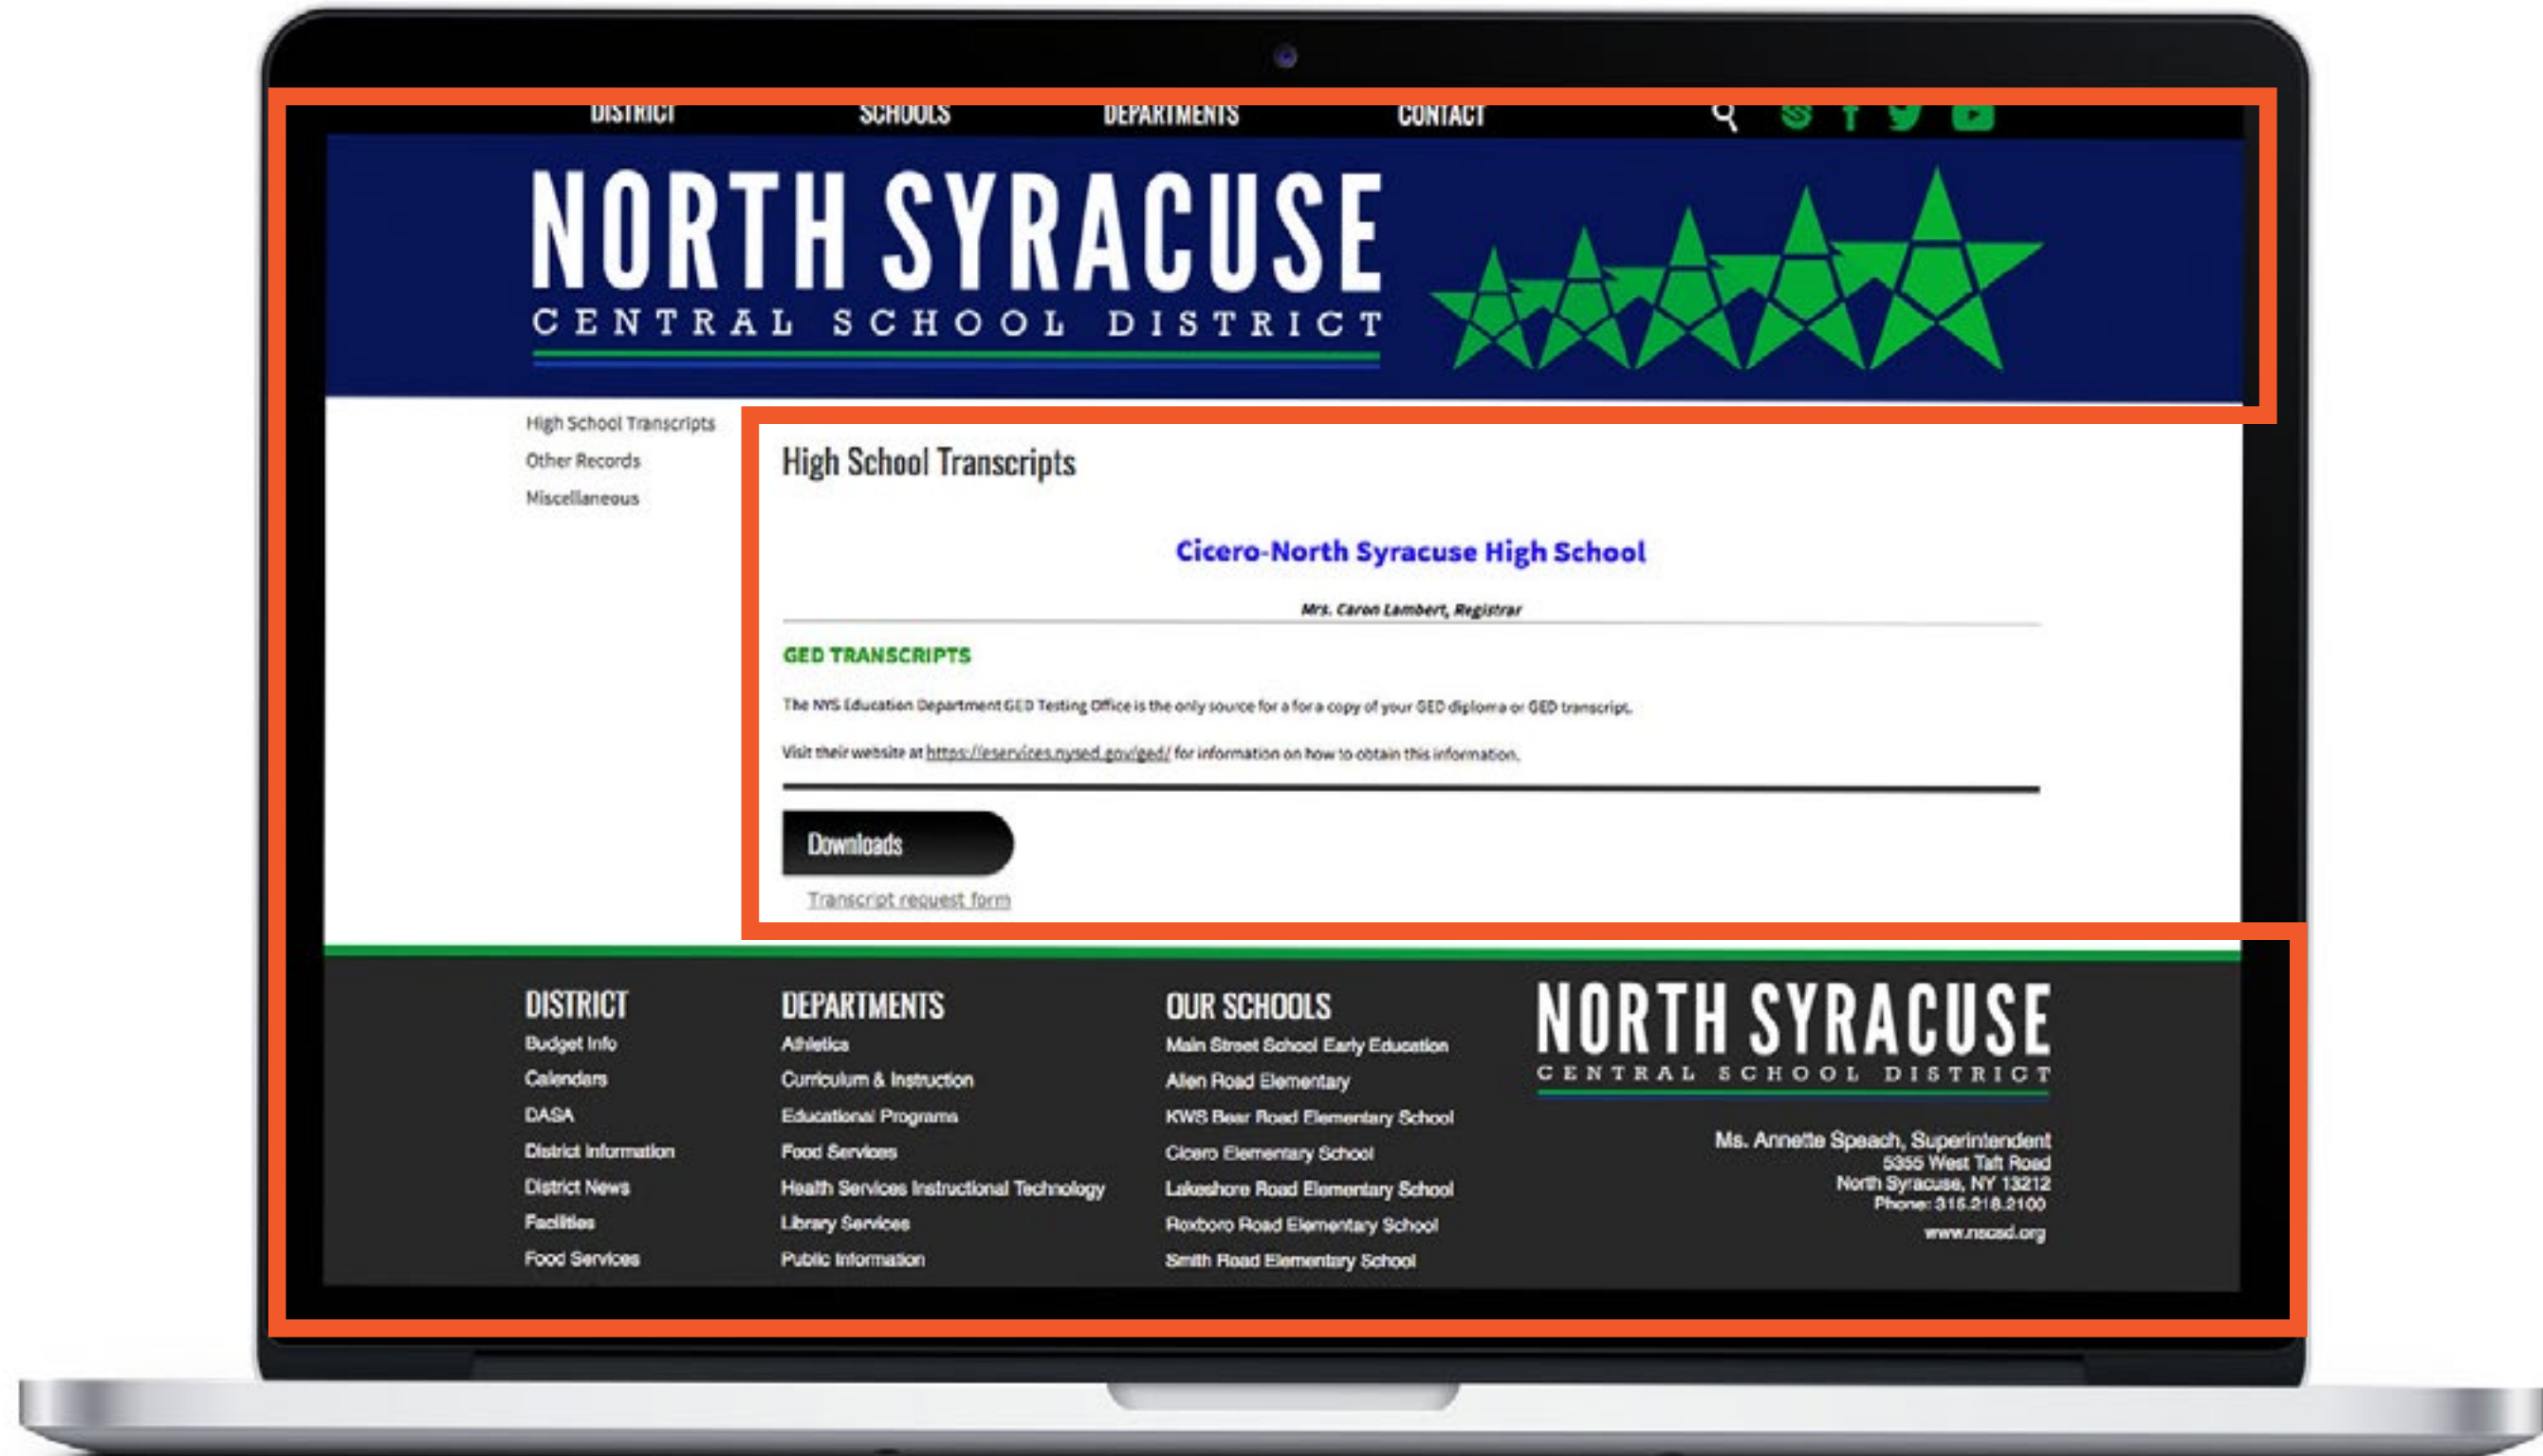 DISTRICT SCHOOLS DEPARTMENTS CONTACT
NORTH SYRACUSE
CENTRAL SCHOOL DISTRICT
High School Transcripts
Other Records
Miscellaneous
High School Transcripts
Cicero-North Syracuse High School
Mrs. Caron Lambert, Registrar
GED TRANSCRIPTS
The NYS Education Department GED Testing Office is the only source for a for a copy of your GED diploma or GED transcript.
Visit their website at https://eservices.nysed.gov/ged/ for information on how to obtain this information.
Downloads
Transcript request form
DISTRICT
Budget Info
Calendars
DASA
District Information
District News
Facilities
Food Services
DEPARTMENTS
Athletics
Curriculum & Instruction
Educational Programs
Food Services
Health Services Instructional Technology
Library Services
Public Information
OUR SCHOOLS
Main Street School Early Education
Allen Road Elementary
KWS Bear Road Elementary School
Cicero Elementary School
Lakeshore Road Elementary School
Roxboro Road Elementary School
Smith Road Elementary School
NORTH SYRACUSE
CENTRAL SCHOOL DISTRICT
Ms. Annette Speach, Superintendent
5355 West Taft Road
North Syracuse, NY 13212
Phone: 315.218.2100
www.nscsd.org